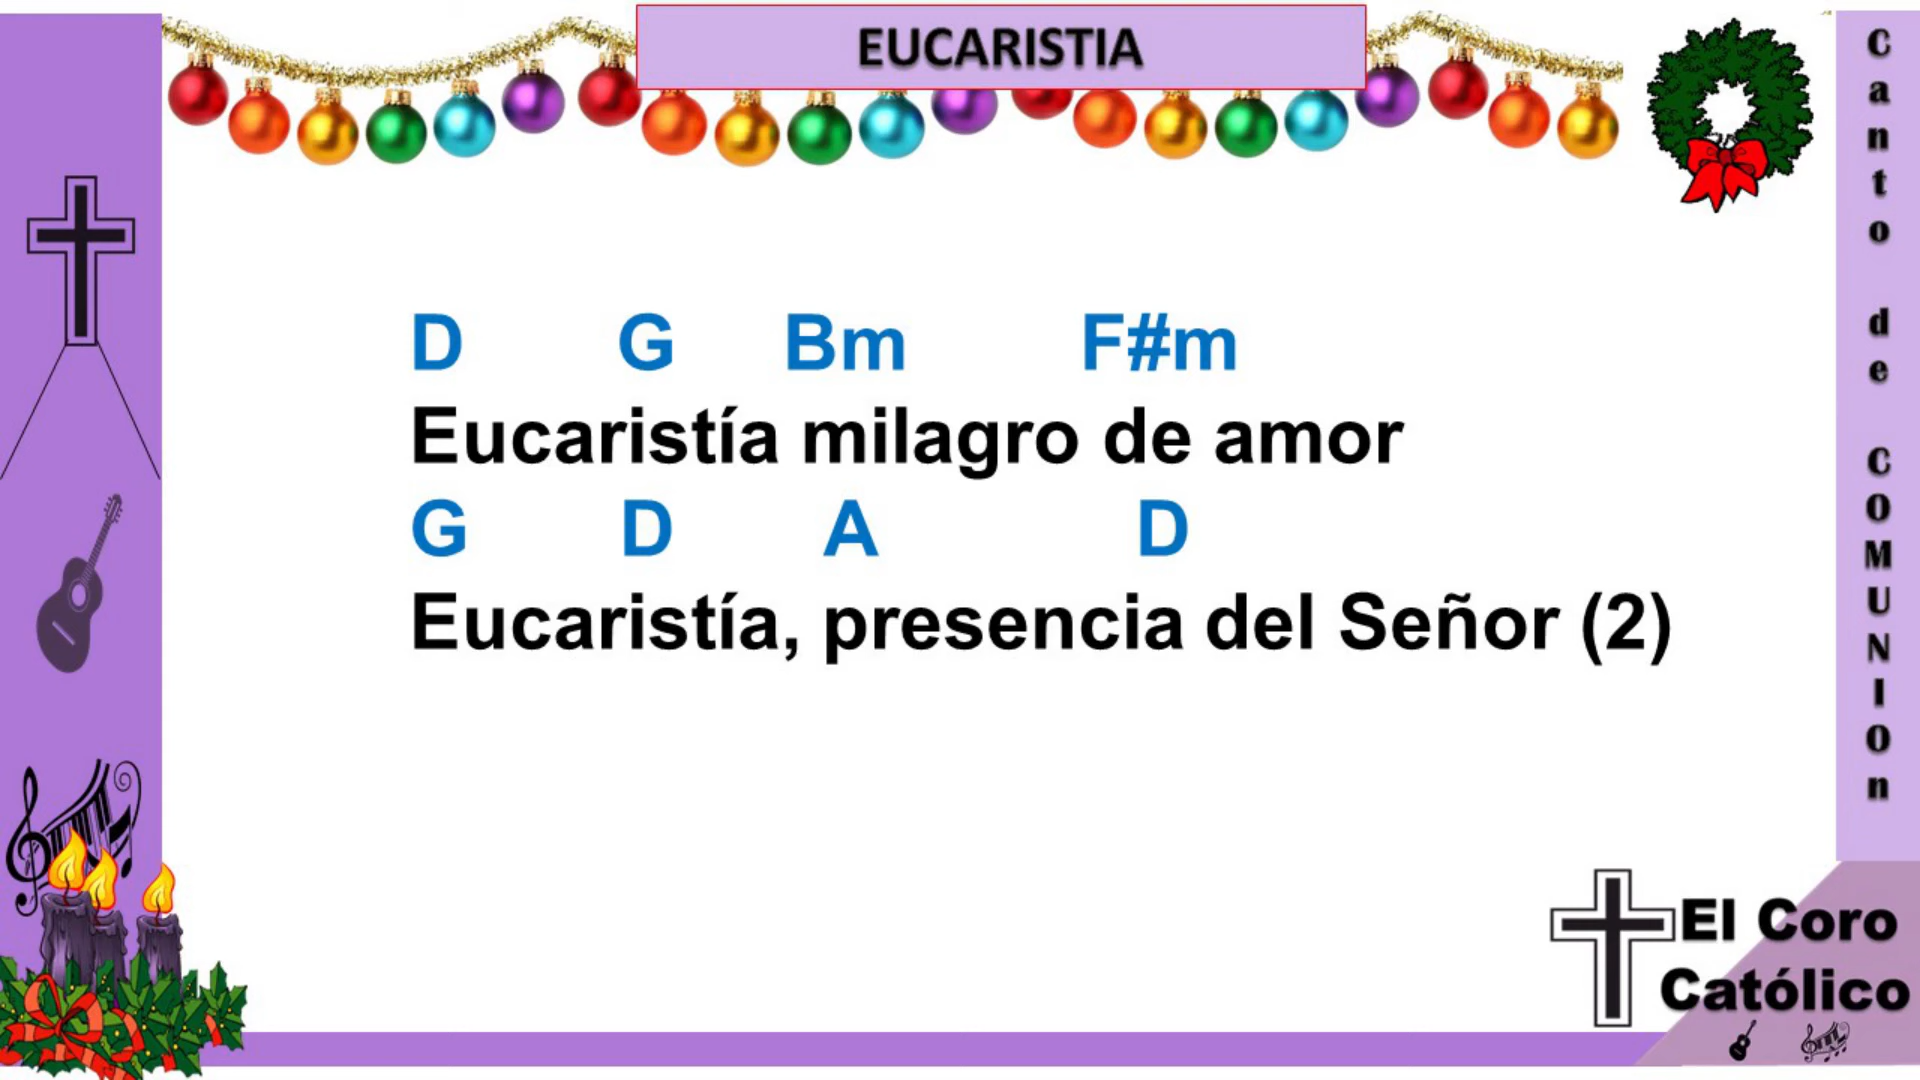 EUCARISTIA
D G Bm F#m
Eucaristía milagro de amor
G D A D
Eucaristía, presencia del Señor (2)
Canto de COMUNIon
El Coro
Católico